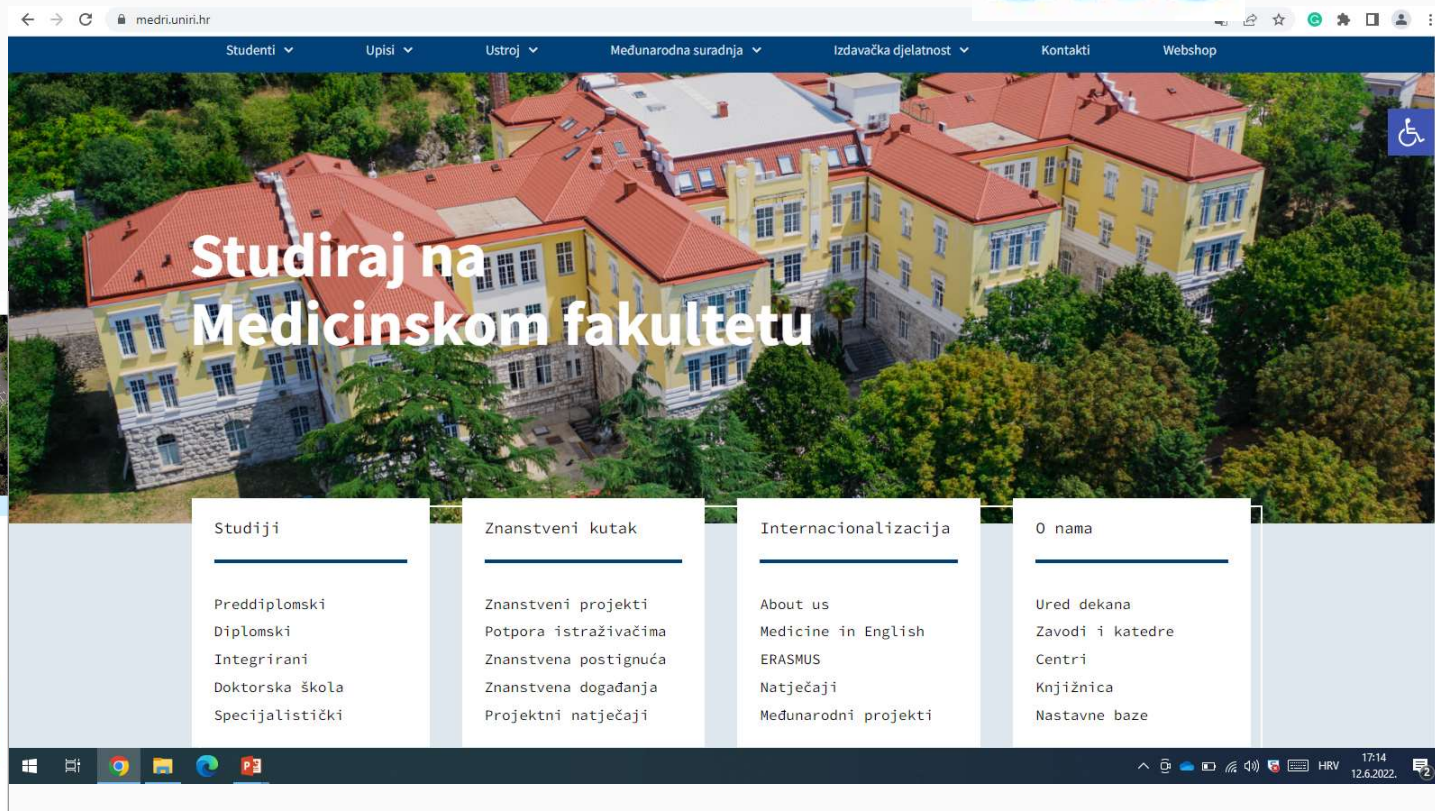 medri.uniri.hr
Studenti Upisi Ustroj Međunarodna suradnja Izdavačka djelatnost Kontakti Webshop
Studiraj na
Medicinskom fakultetu
Studiji
Preddiplomski
Diplomski
Integrirani
Doktorska škola
Specijalistički
Znanstveni kutak
Znanstveni projekti
Potpora istraživačima
Znanstvena postignuća
Znanstvena događanja
Projektni natječaji
Internacionalizacija
About us
Medicine in English
ERASMUS
Natječaji
Međunarodni projekti
O nama
Ured dekana
Zavodi i katedre
Centri
Knjižnica
Nastavne baze
HRV
17:14
12.6.2022.
2